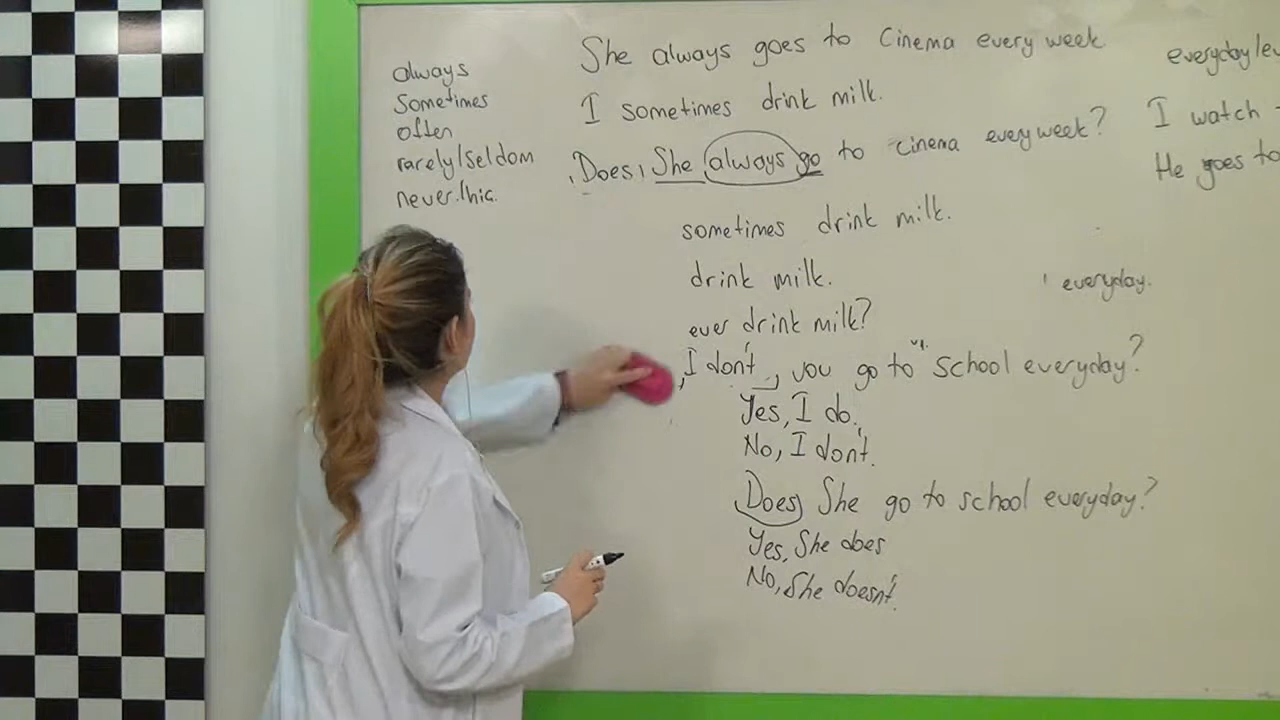 always
Sometimes
often
rarely/seldom
never/hiç.
She always goes to Cinema every week.
I sometimes drink milk.
Does, She always go to cinema everyweek?
sometimes drink milk.
drink milk.
ever drink milk?
I don't, you go to school everyday?
Yes, I do.
No, I don't.
Does, She go to school everyday?
Yes, She does
No, She doesn't.
everyday
I watch
He goes to
everyday.